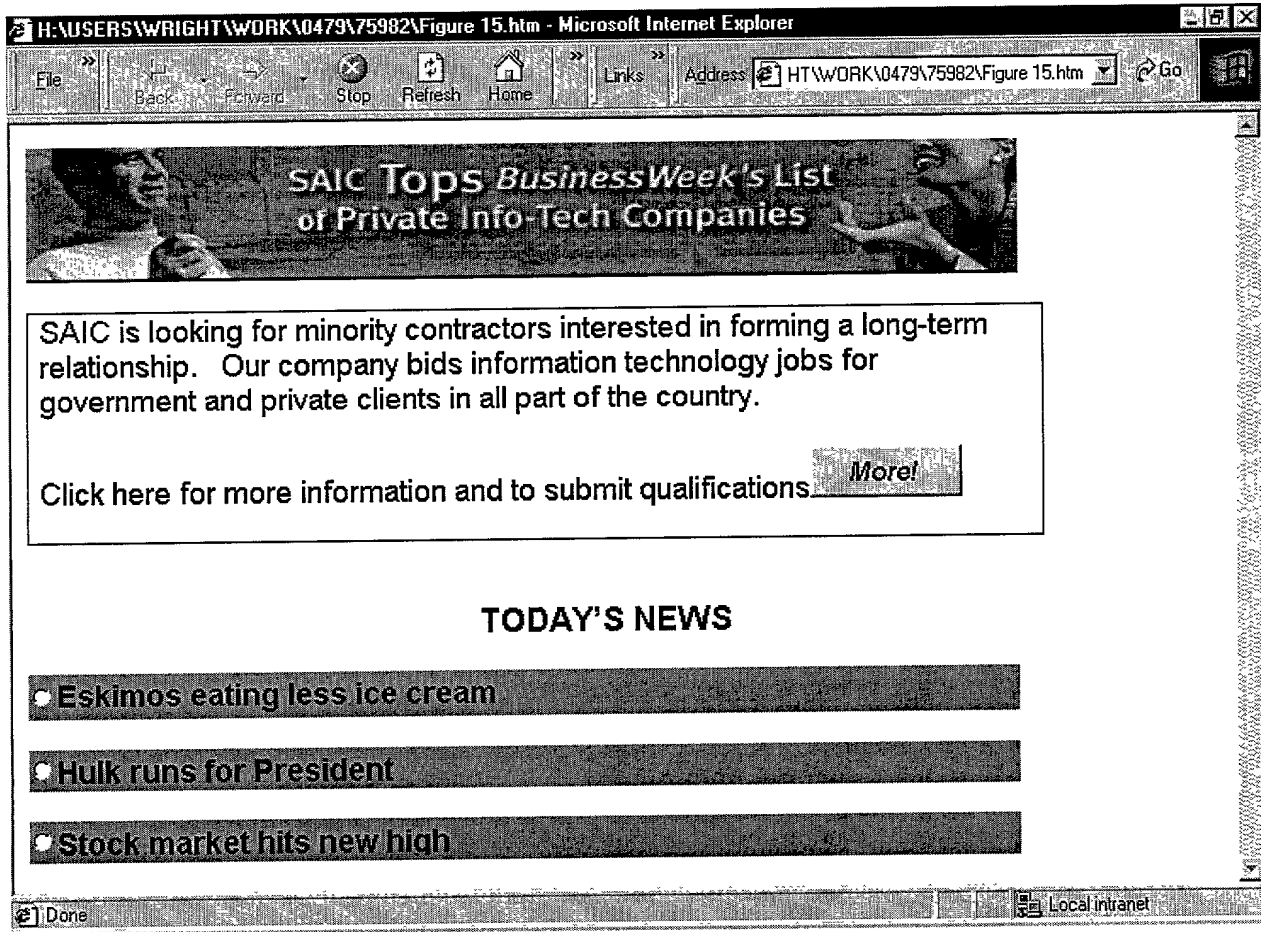 H:\USERS\WRIGHT\WORK\0479\75982\Figure 15.htm - Microsoft Internet Explorer
File » Back Forward Stop Refresh Home » Links » Address HT\WORK\0479\75982\Figure 15.htm Go
SAIC Tops BusinessWeek's List
of Private Info-Tech Companies
SAIC is looking for minority contractors interested in forming a long-term
relationship. Our company bids information technology jobs for
government and private clients in all part of the country.
Click here for more information and to submit qualifications. More!
TODAY'S NEWS
Eskimos eating less ice cream
Hulk runs for President
Stock market hits new high
Done Local intranet